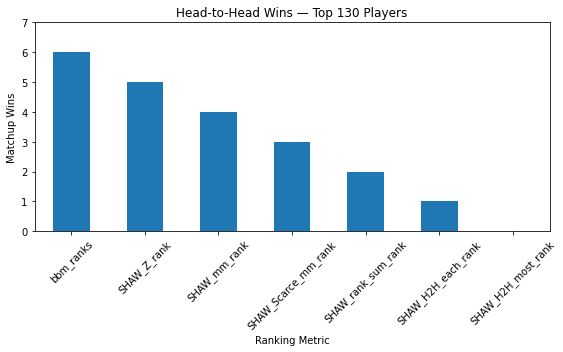 Head-to-Head Wins — Top 130 Players
Matchup Wins
7
6
5
4
3
2
1
0
bbm_ranks
SHAW_Z_rank
SHAW_mm_rank
SHAW_Scarce_mm_rank
SHAW_rank_sum_rank
SHAW_H2H_each_rank
SHAW_H2H_most_rank
Ranking Metric